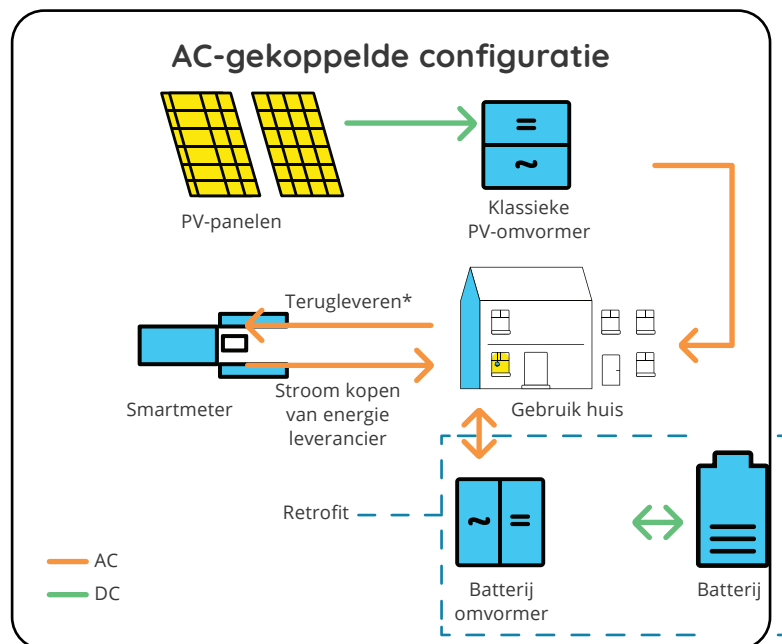 AC-gekoppelde configuratie
PV-panelen
Klassieke
PV-omvormer
Terugleveren*
Smartmeter
Stroom kopen
van energie
leverancier
Gebruik huis
Retrofit
AC
DC
Batterij
omvormer
Batterij